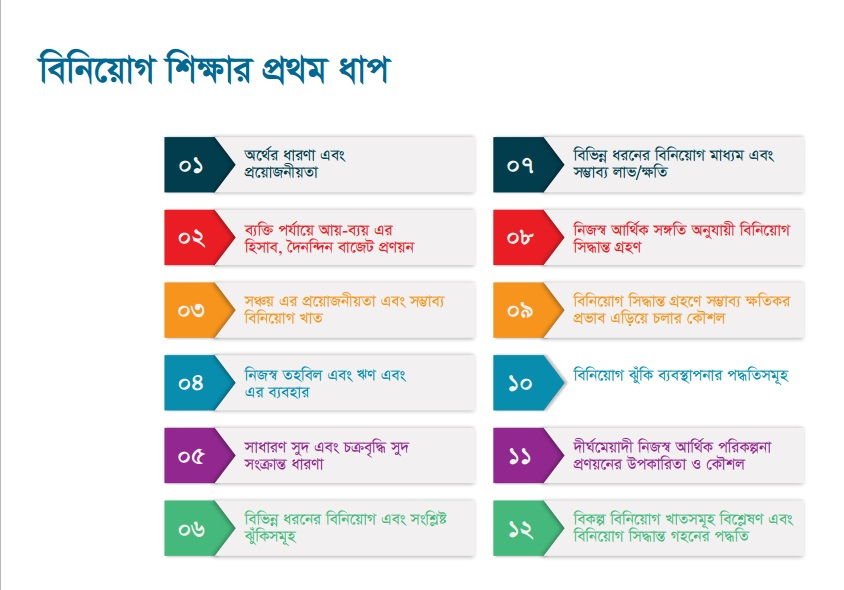 বিনিয়োগ শিক্ষার প্রথম ধাপ
০১
অর্থের ধারণা এবং
প্রয়োজনীয়তা
০২
ব্যক্তি পর্যায়ে আয়-ব্যয় এর
হিসাব, দৈনন্দিন বাজেট প্রণয়ন
০৩
সঞ্চয় এর প্রয়োজনীয়তা এবং সম্ভাব্য
বিনিয়োগ খাত
০৪
নিজস্ব তহবিল এবং ঋণ এবং
এর ব্যবহার
০৫
সাধারণ সুদ এবং চক্রবৃদ্ধি সুদ
সংক্রান্ত ধারণা
০৬
বিভিন্ন ধরনের বিনিয়োগ এবং সংশ্লিষ্ট
ঝুঁকিসমূহ
০৭
বিভিন্ন ধরনের বিনিয়োগ মাধ্যম এবং
সম্ভাব্য লাভ/ক্ষতি
০৮
নিজস্ব আর্থিক সঙ্গতি অনুযায়ী বিনিয়োগ
সিদ্ধান্ত গ্রহণ
০৯
বিনিয়োগ সিদ্ধান্ত গ্রহণে সম্ভাব্য ক্ষতিকর
প্রভাব এড়িয়ে চলার কৌশল
১০
বিনিয়োগ ঝুঁকি ব্যবস্থাপনার পদ্ধতিসমূহ
১১
দীর্ঘমেয়াদী নিজস্ব আর্থিক পরিকল্পনা
প্রণয়নের উপকারিতা ও কৌশল
১২
বিকল্প বিনিয়োগ খাতসমূহ বিশ্লেষণ এবং
বিনিয়োগ সিদ্ধান্ত গহনের পদ্ধতি